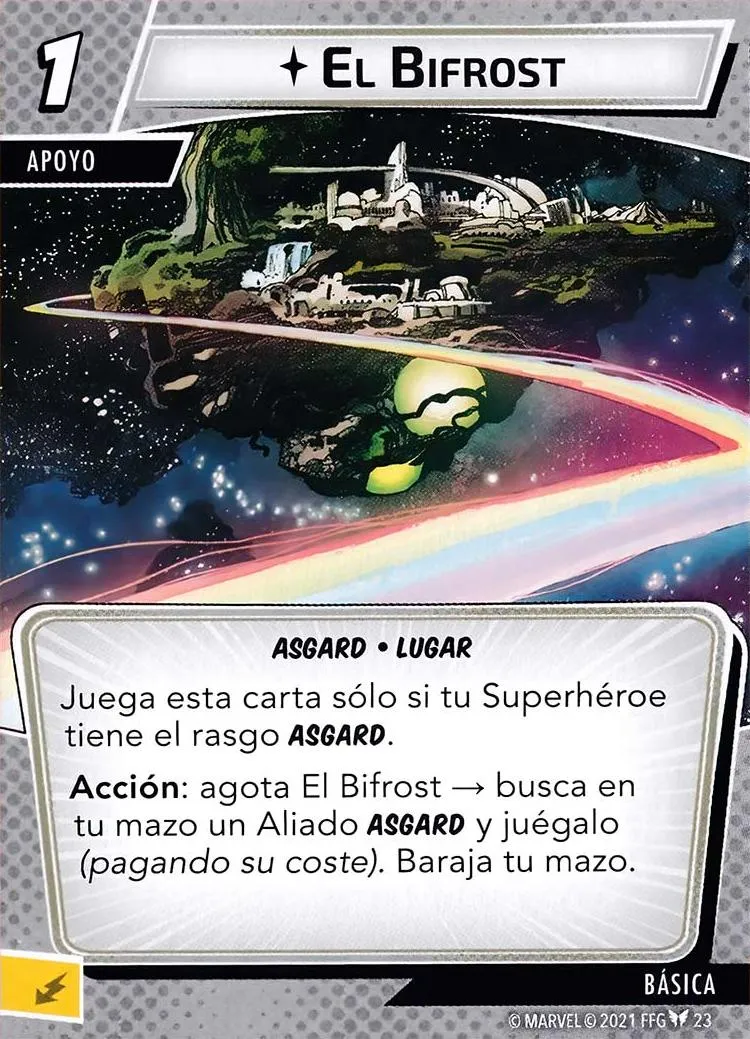 1
EL BIFROST
APOYO
ASGARD • LUGAR
Juega esta carta sólo si tu Superhéroe
tiene el rasgo ASGARD.
Acción: agota El Bifrost → busca en
tu mazo un Aliado ASGARD y juégalo
(pagando su coste). Baraja tu mazo.
BÁSICA
© MARVEL © 2021 FFG 23